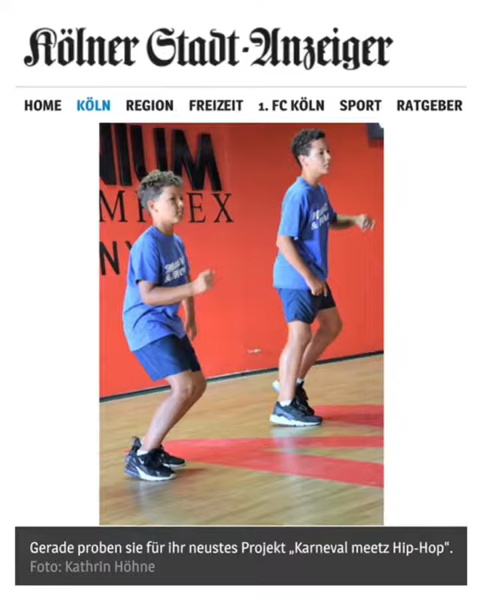 Kölner Stadt-Anzeiger
HOME KÖLN REGION FREIZEIT 1. FC KÖLN SPORT RATGEBER
Gerade proben sie für ihr neustes Projekt „Karneval meetz Hip-Hop“.
Foto: Kathrin Höhne